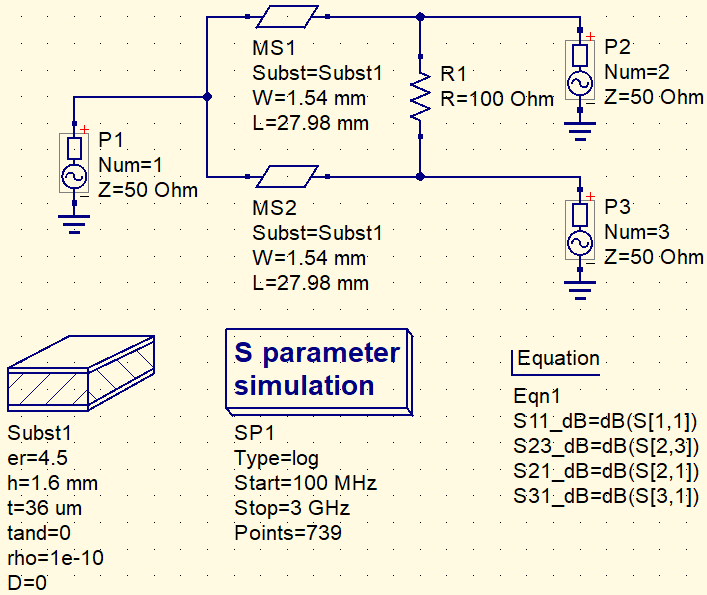 MS1
Subst=Subst1
W=1.54 mm
L=27.98 mm
R1
R=100 Ohm
P2
Num=2
Z=50 Ohm
P1
Num=1
Z=50 Ohm
MS2
Subst=Subst1
W=1.54 mm
L=27.98 mm
P3
Num=3
Z=50 Ohm
Subst1
er=4.5
h=1.6 mm
t=36 um
tand=0
rho=1e-10
D=0
S parameter
simulation
SP1
Type=log
Start=100 MHz
Stop=3 GHz
Points=739
Equation
Eqn1
S11_dB=dB(S[1,1])
S23_dB=dB(S[2,3])
S21_dB=dB(S[2,1])
S31_dB=dB(S[3,1])